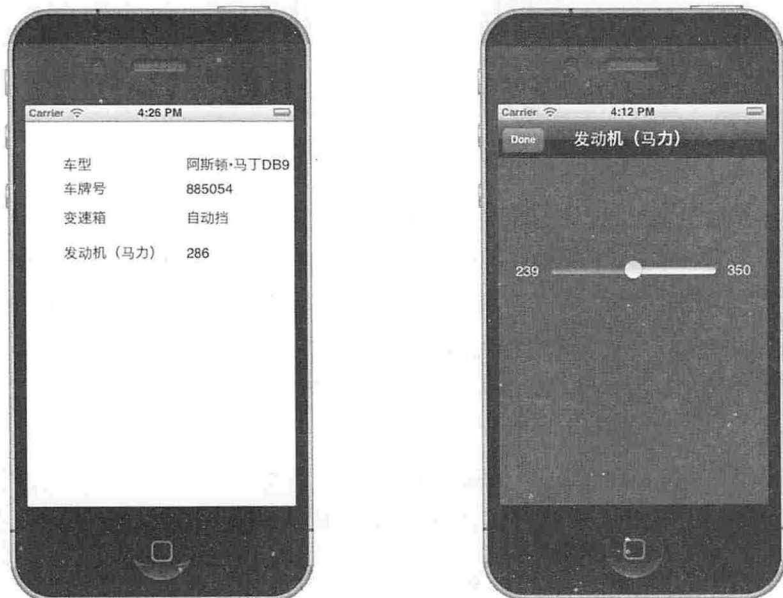 Carrier 4:26 PM
车型 阿斯顿·马丁DB9
车牌号 885054
变速箱 自动挡
发动机（马力） 286
Carrier 4:12 PM
Done 发动机（马力）
239 350